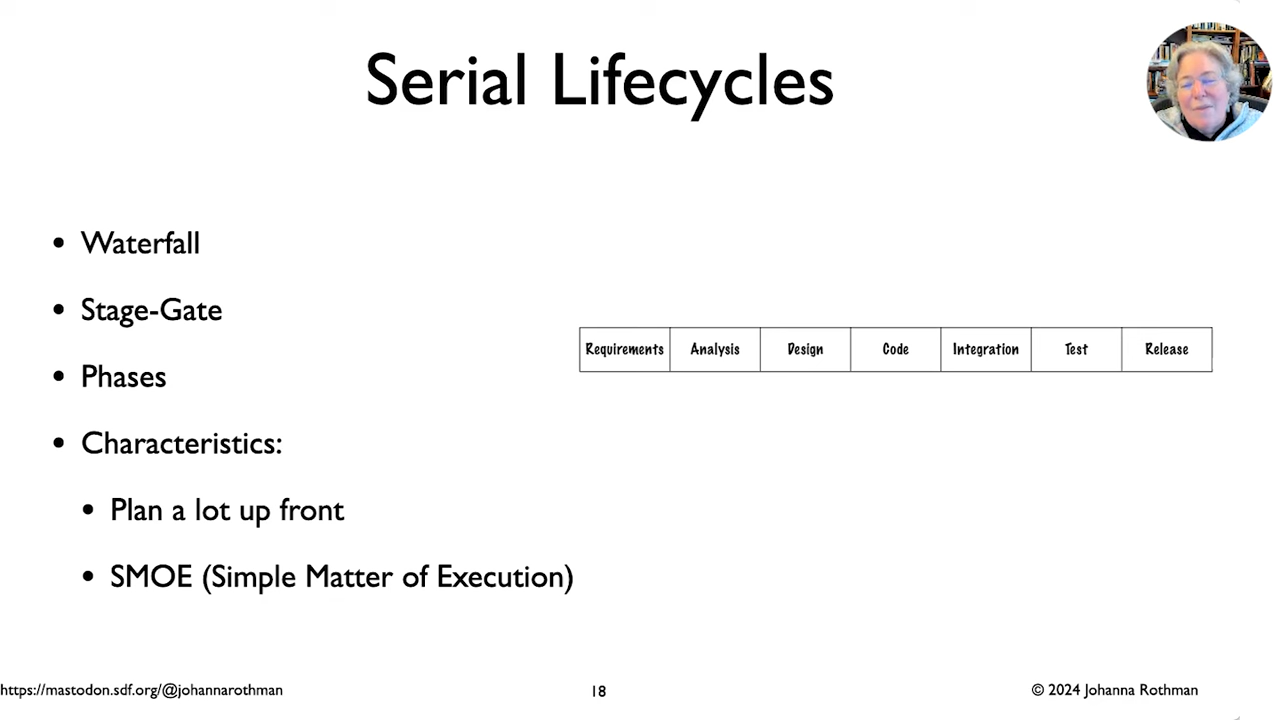 Serial Lifecycles
• Waterfall
• Stage-Gate
• Phases
• Characteristics:
• Plan a lot up front
• SMOE (Simple Matter of Execution)
Requirements Analysis Design Code Integration Test Release
https://mastodon.sdf.org/@johannarothman
18
© 2024 Johanna Rothman